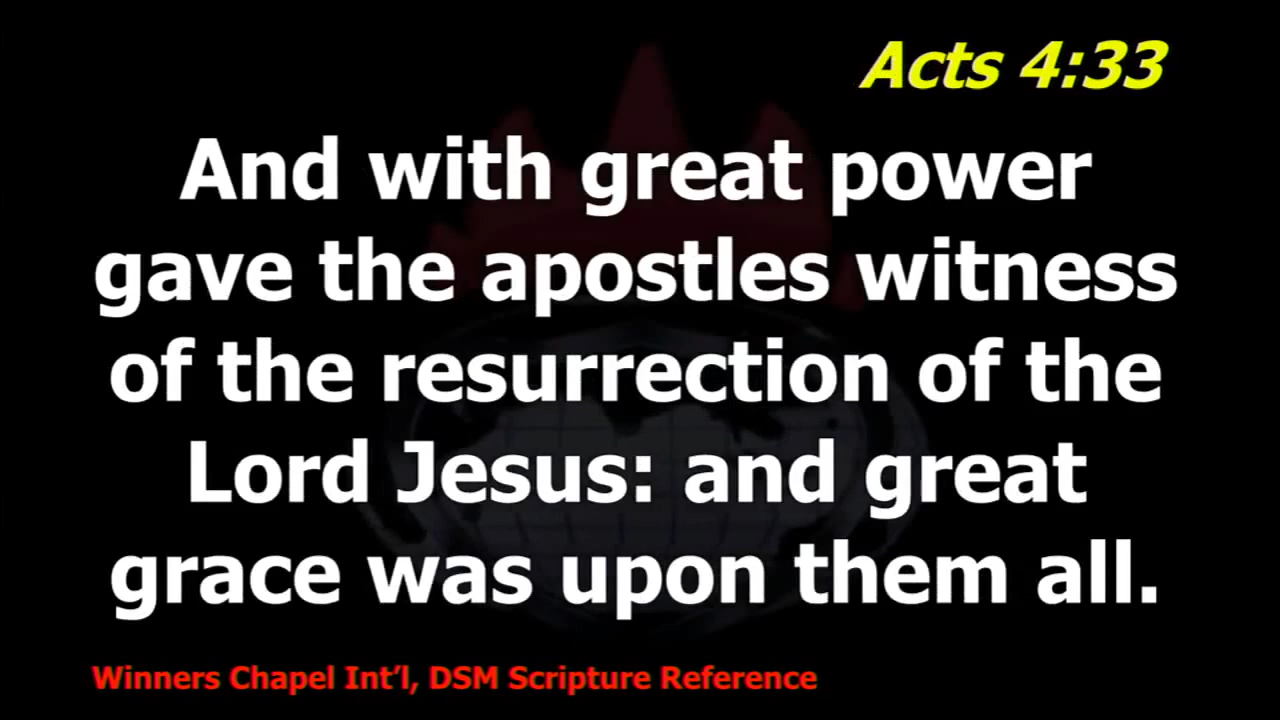 Acts 4:33
And with great power
gave the apostles witness
of the resurrection of the
Lord Jesus: and great
grace was upon them all.
Winners Chapel Int’l, DSM Scripture Reference